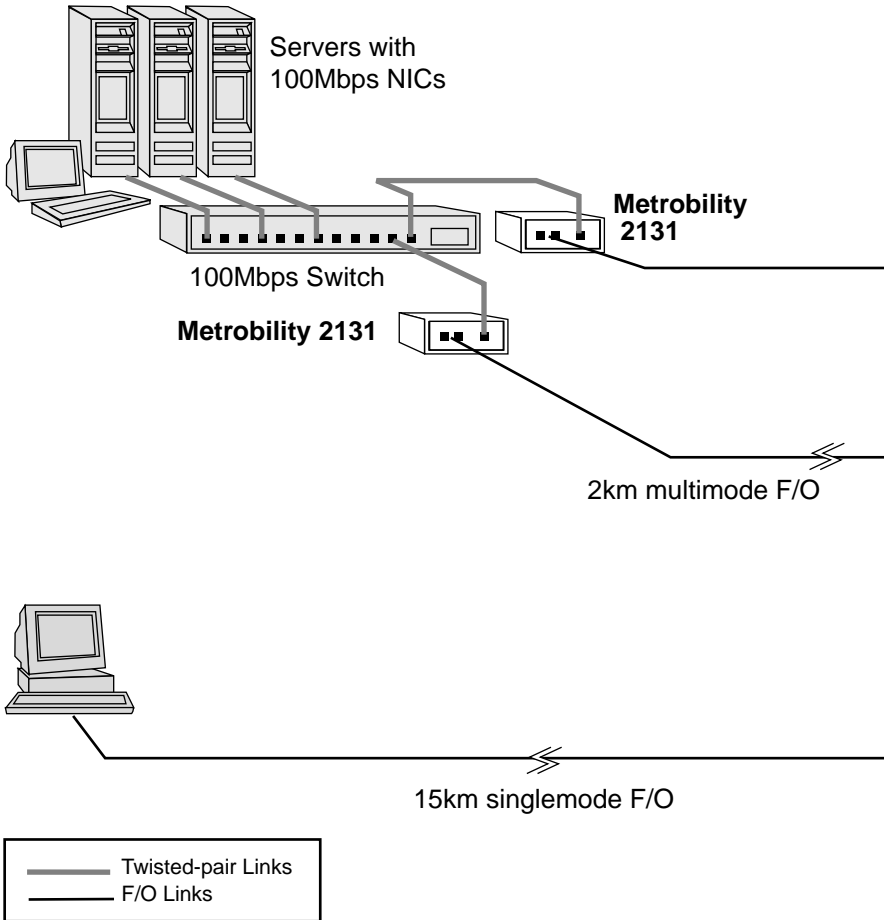 Servers with
100Mbps NICs
Metrobility
2131
100Mbps Switch
Metrobility 2131
2km multimode F/O
15km singlemode F/O
Twisted-pair Links
F/O Links